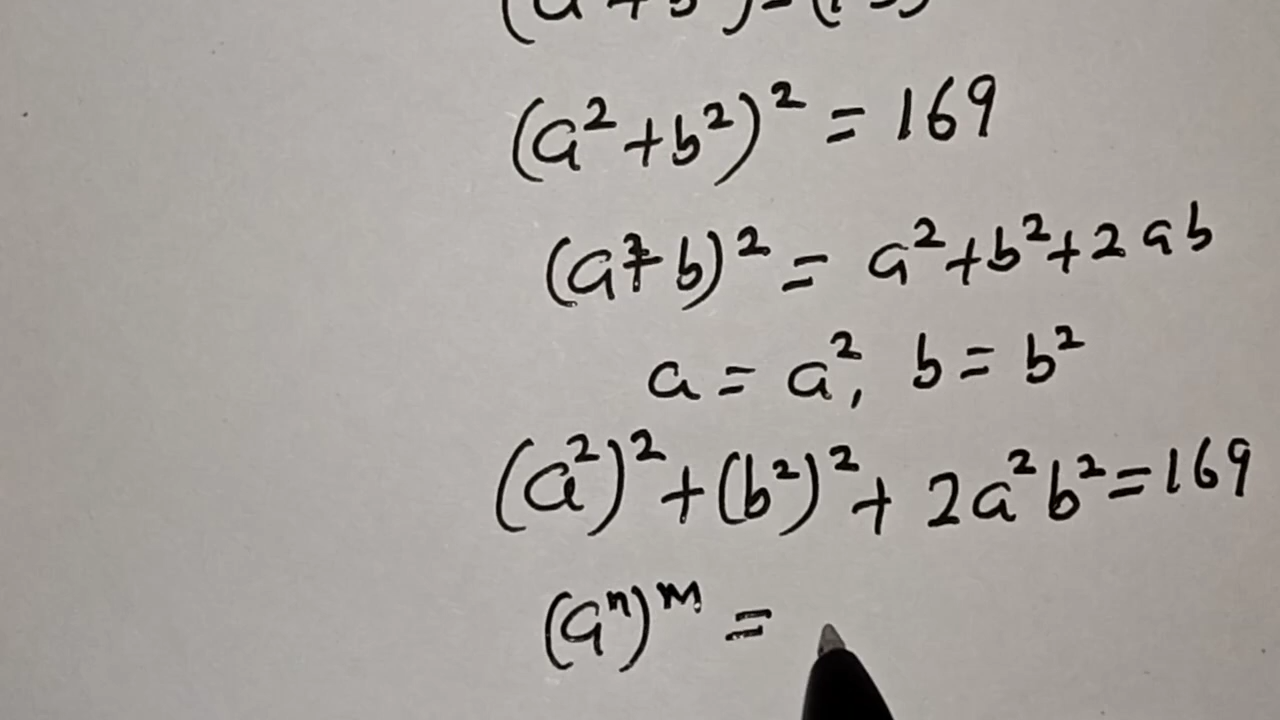 (a²+b²)² = 169
(a+b)² = a²+b²+2ab
a = a², b = b²
(a²)²+(b²)²+2a²b²=169
(aⁿ)ᵐ =